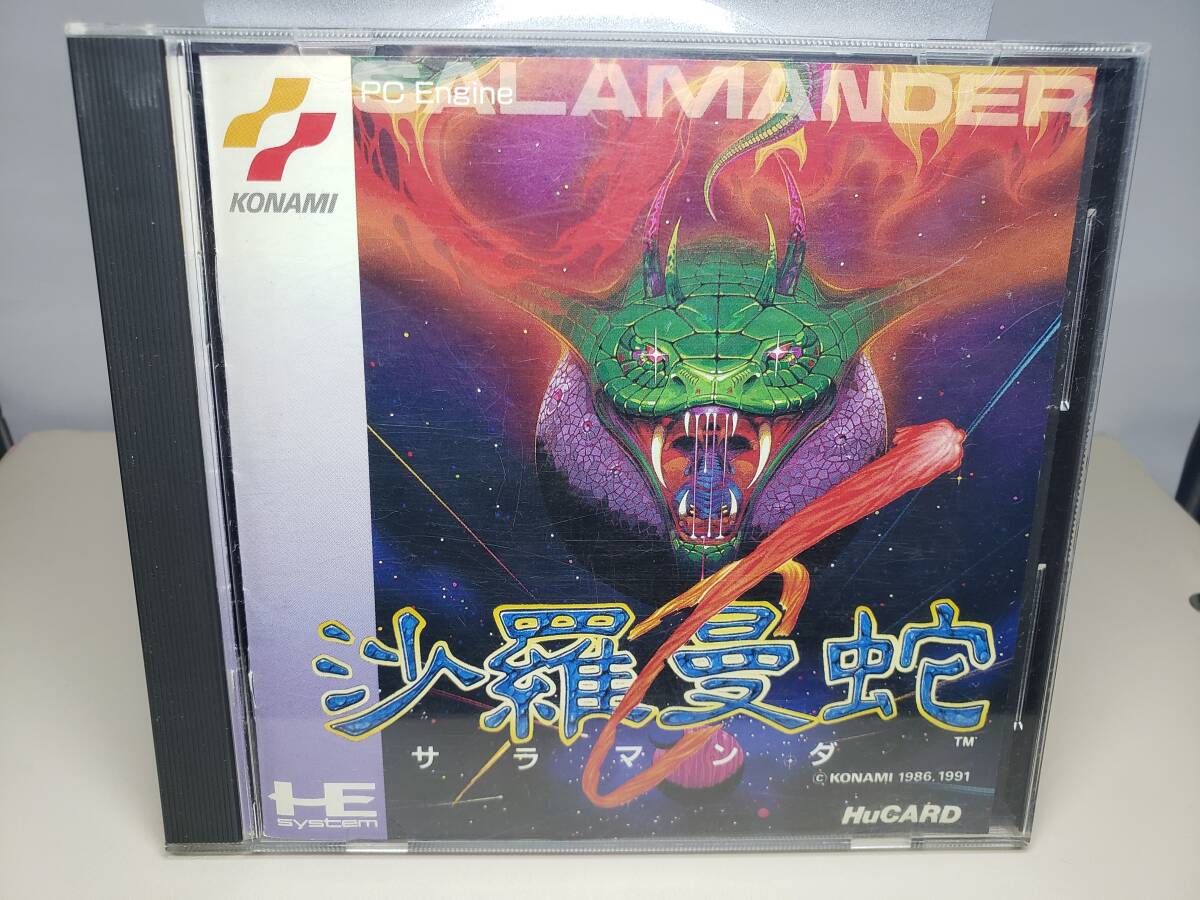 SALAMANDER
PC Engine
KONAMI
沙羅曼蛇
TM
サラマンダ
© KONAMI 1986, 1991
HE
system
HuCARD